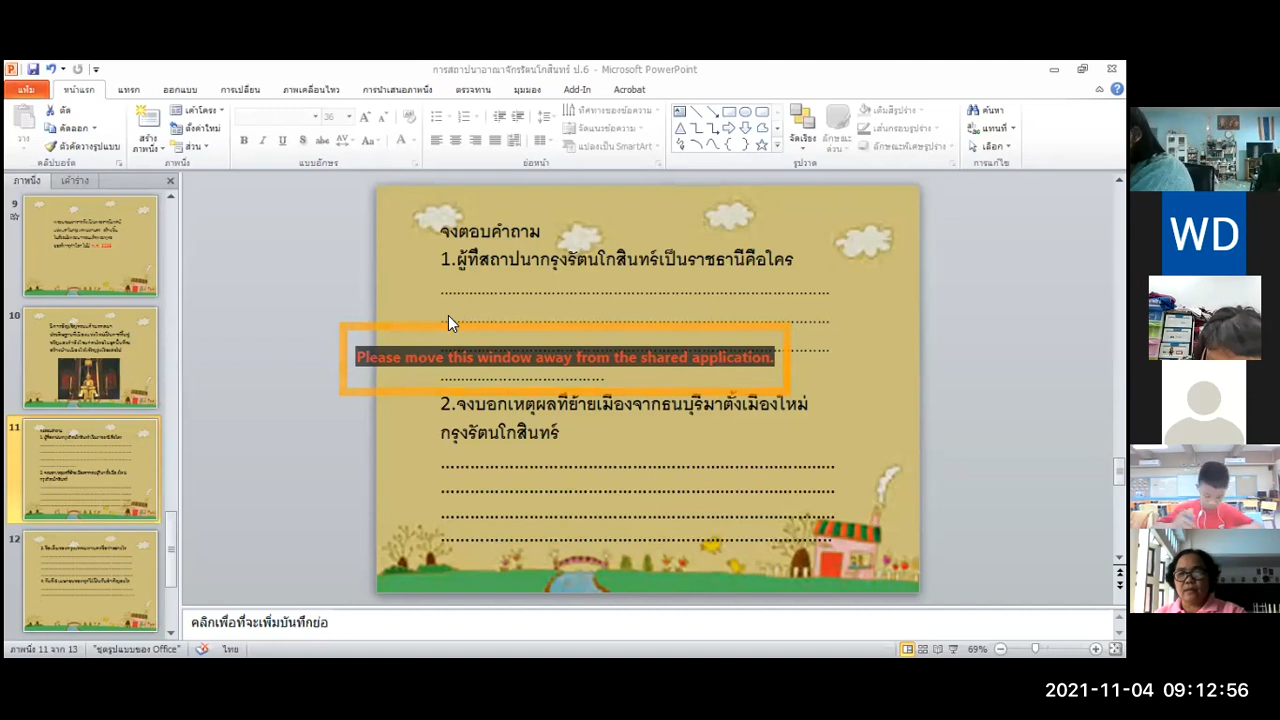 การสถาปนาอาณาจักรรัตนโกสินทร์ ป.6 - Microsoft PowerPoint
แฟ้ม หน้าแรก แทรก ออกแบบ การเปลี่ยน ภาพเคลื่อนไหว การนำเสนอภาพนิ่ง ตรวจทาน มุมมอง Add-In Acrobat
วาง
ตัด
คัดลอก
ตัวคัดวางรูปแบบ
คลิปบอร์ด
สร้าง
ภาพนิ่ง
เค้าโครง
ตั้งค่าใหม่
ส่วน
ภาพนิ่ง
36
B I U S abc AV Aa A
แบบอักษร
ทิศทางของข้อความ
จัดแนวข้อความ
แปลงเป็น SmartArt
ย่อหน้า
จัดเรียง
ลักษณะ
ด่วน
เติมสีรูปร่าง
เส้นกรอบรูปร่าง
ลักษณะพิเศษรูปร่าง
รูปวาด
ค้นหา
แทนที่
เลือก
การแก้ไข
ภาพนิ่ง เค้าร่าง
9
10
11
12
จงตอบคำถาม
1.ผู้ที่สถาปนากรุงรัตนโกสินทร์เป็นราชธานีคือใคร
Please move this window away from the shared application.
2.จงบอกเหตุผลที่ย้ายเมืองจากธนบุรีมาตั้งเมืองใหม่
กรุงรัตนโกสินทร์
คลิกเพื่อที่จะเพิ่มบันทึกย่อ
ภาพนิ่ง 11 จาก 13 "ชุดรูปแบบของ Office" ไทย 69%
WD
2021-11-04 09:12:56